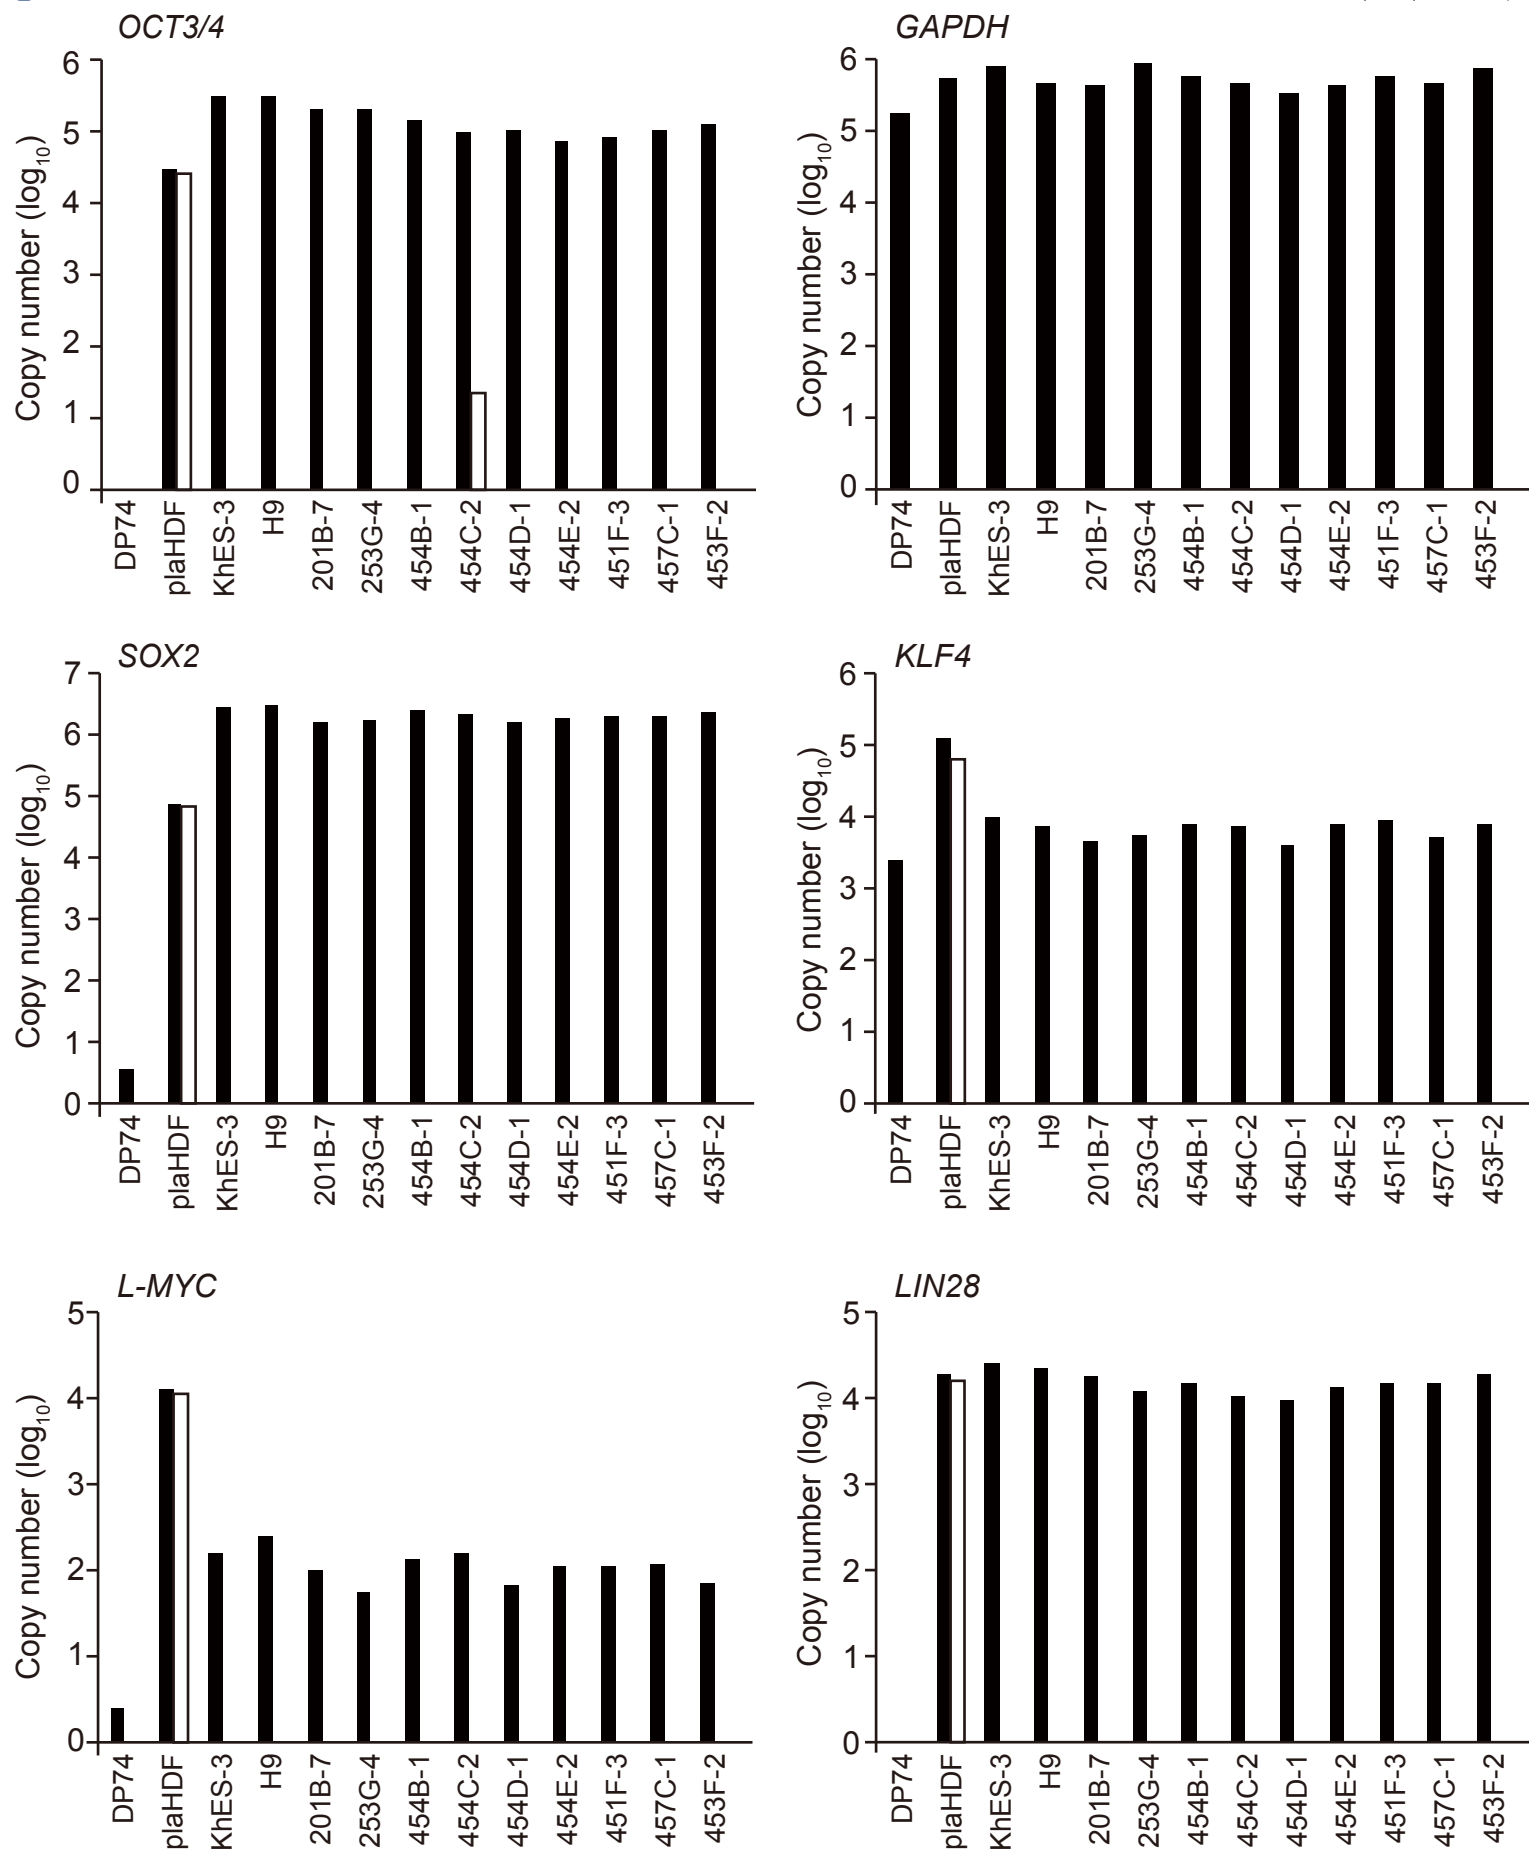 OCT3/4
Copy number (log10)
6
5
4
3
2
1
0
DP74
plaHDF
KhES-3
H9
201B-7
253G-4
454B-1
454C-2
454D-1
454E-2
451F-3
457C-1
453F-2
GAPDH
Copy number (log10)
6
5
4
3
2
1
0
DP74
plaHDF
KhES-3
H9
201B-7
253G-4
454B-1
454C-2
454D-1
454E-2
451F-3
457C-1
453F-2
SOX2
Copy number (log10)
7
6
5
4
3
2
1
0
DP74
plaHDF
KhES-3
H9
201B-7
253G-4
454B-1
454C-2
454D-1
454E-2
451F-3
457C-1
453F-2
KLF4
Copy number (log10)
6
5
4
3
2
1
0
DP74
plaHDF
KhES-3
H9
201B-7
253G-4
454B-1
454C-2
454D-1
454E-2
451F-3
457C-1
453F-2
L-MYC
Copy number (log10)
5
4
3
2
1
0
DP74
plaHDF
KhES-3
H9
201B-7
253G-4
454B-1
454C-2
454D-1
454E-2
451F-3
457C-1
453F-2
LIN28
Copy number (log10)
5
4
3
2
1
0
DP74
plaHDF
KhES-3
H9
201B-7
253G-4
454B-1
454C-2
454D-1
454E-2
451F-3
457C-1
453F-2